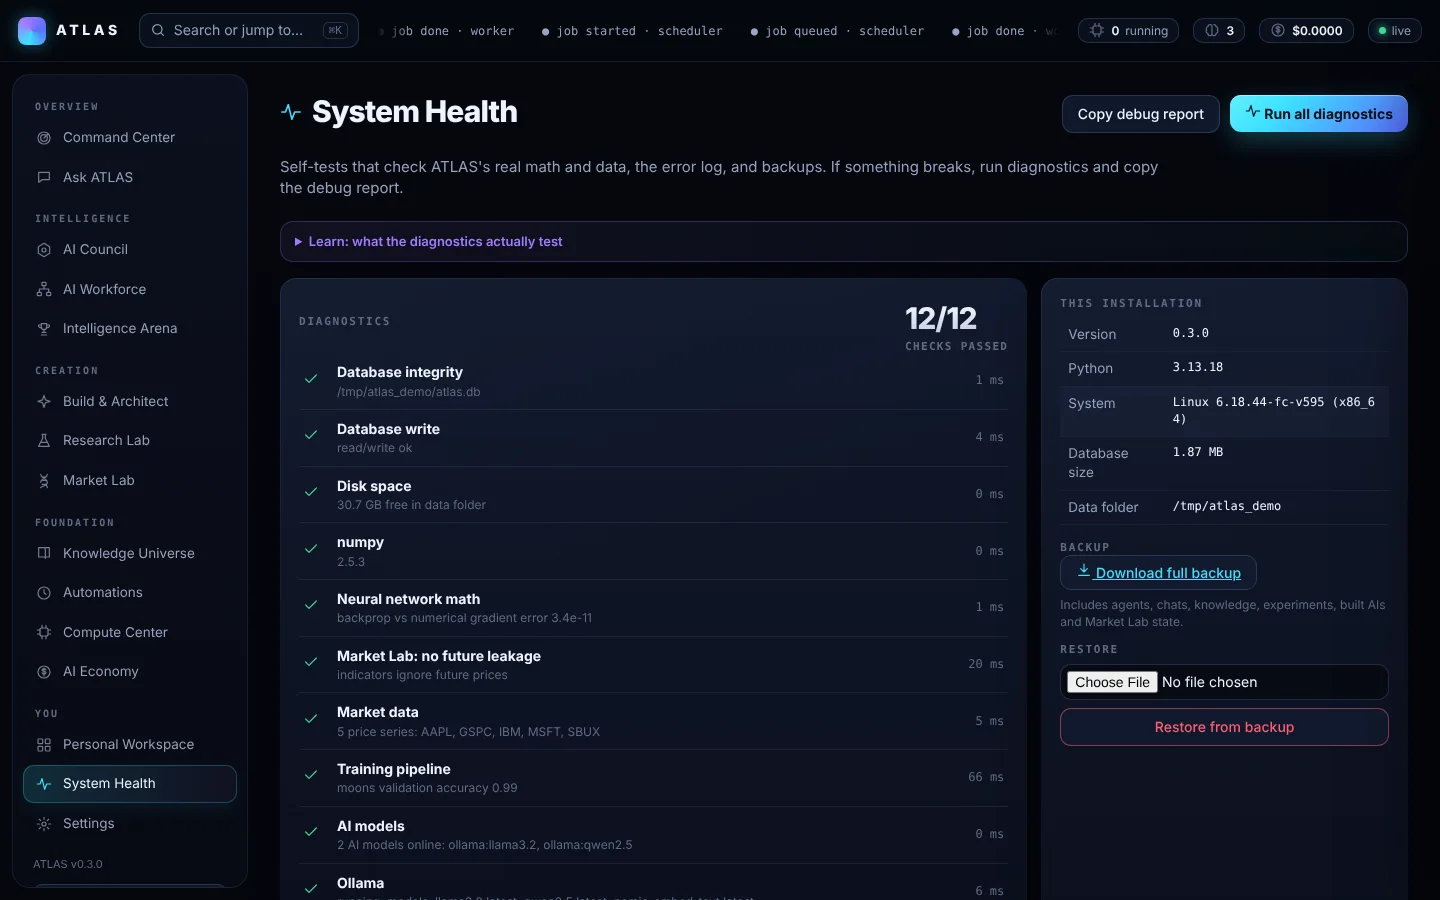 ATLAS
Search or jump to...
⌘K
job done · worker
● job started · scheduler
● job queued · scheduler
● job done ·
0 running
3
$0.0000
live
OVERVIEW
Command Center
Ask ATLAS
INTELLIGENCE
AI Council
AI Workforce
Intelligence Arena
CREATION
Build & Architect
Research Lab
Market Lab
FOUNDATION
Knowledge Universe
Automations
Compute Center
AI Economy
YOU
Personal Workspace
System Health
Settings
ATLAS v0.3.0
System Health
Copy debug report
Run all diagnostics
Self-tests that check ATLAS's real math and data, the error log, and backups. If something breaks, run diagnostics and copy
the debug report.
▶ Learn: what the diagnostics actually test
DIAGNOSTICS
12/12
CHECKS PASSED
Database integrity
/tmp/atlas_demo/atlas.db
1 ms
Database write
read/write ok
4 ms
Disk space
30.7 GB free in data folder
0 ms
numpy
2.5.3
0 ms
Neural network math
backprop vs numerical gradient error 3.4e-11
1 ms
Market Lab: no future leakage
indicators ignore future prices
20 ms
Market data
5 price series: AAPL, GSPC, IBM, MSFT, SBUX
5 ms
Training pipeline
moons validation accuracy 0.99
66 ms
AI models
2 AI models online: ollama:llama3.2, ollama:qwen2.5
0 ms
Ollama
6 ms
THIS INSTALLATION
Version 0.3.0
Python 3.13.18
System Linux 6.18.44-fc-v595 (x86_6
4)
Database 1.87 MB
size
Data folder /tmp/atlas_demo
BACKUP
Download full backup
Includes agents, chats, knowledge, experiments, built AIs
and Market Lab state.
RESTORE
Choose File No file chosen
Restore from backup